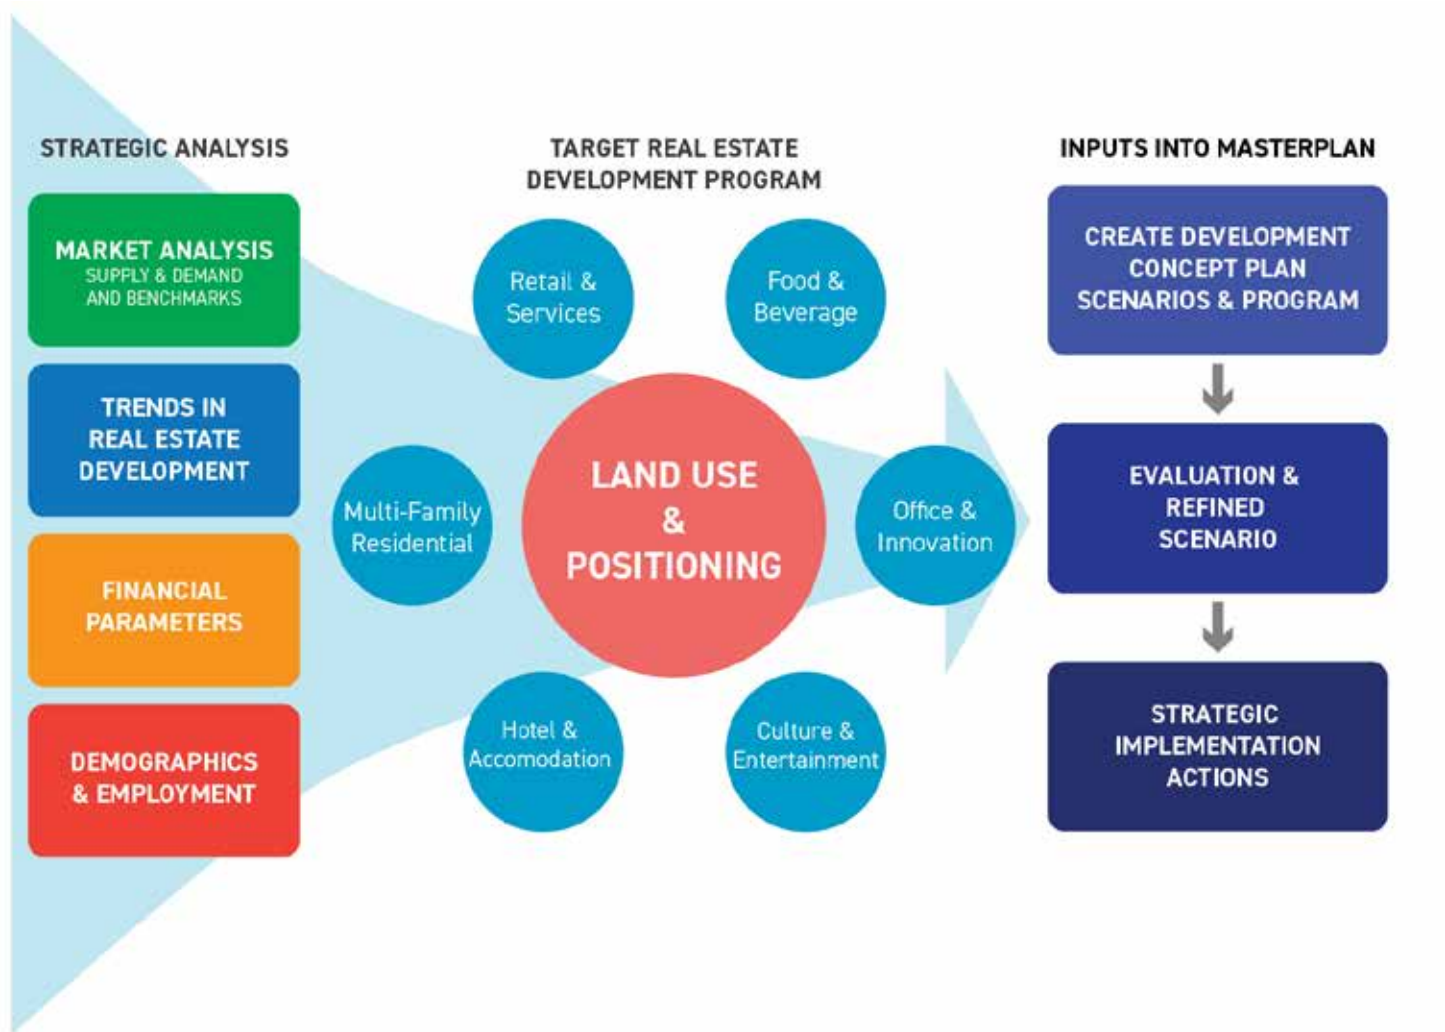 STRATEGIC ANALYSIS
MARKET ANALYSIS
SUPPLY & DEMAND
AND BENCHMARKS
TRENDS IN
REAL ESTATE
DEVELOPMENT
FINANCIAL
PARAMETERS
DEMOGRAPHICS
& EMPLOYMENT
TARGET REAL ESTATE
DEVELOPMENT PROGRAM
Retail &
Services
Food &
Beverage
Multi-Family
Residential
LAND USE
&
POSITIONING
Office &
Innovation
Hotel &
Accomodation
Culture &
Entertainment
INPUTS INTO MASTERPLAN
CREATE DEVELOPMENT
CONCEPT PLAN
SCENARIOS & PROGRAM
EVALUATION &
REFINED
SCENARIO
STRATEGIC
IMPLEMENTATION
ACTIONS